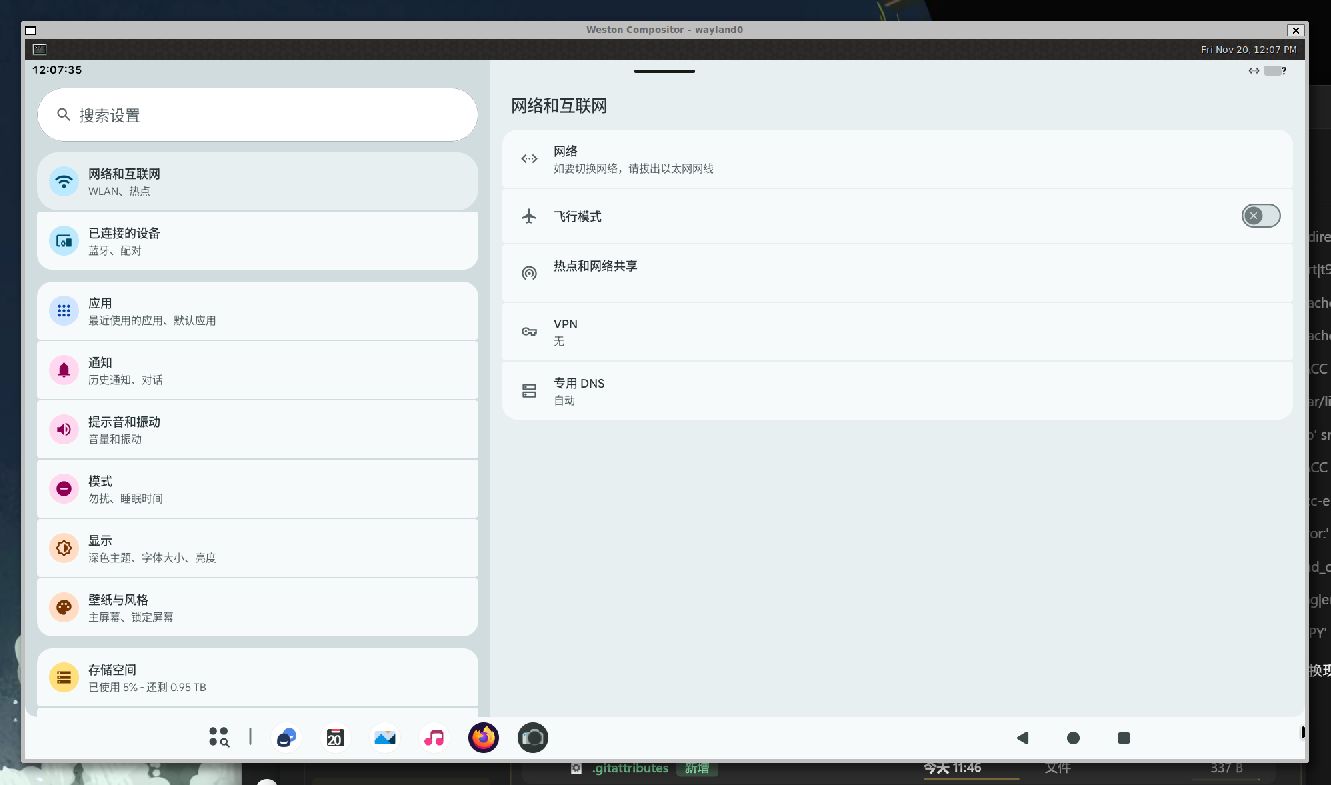 Weston Compositor - wayland0
Fri Nov 20, 12:07 PM
12:07:35
?
搜索设置
网络和互联网
WLAN、热点
已连接的设备
蓝牙、配对
应用
最近使用的应用、默认应用
通知
历史通知、对话
提示音和振动
音量和振动
模式
勿扰、睡眠时间
显示
深色主题、字体大小、亮度
壁纸与风格
主屏幕、锁定屏幕
存储空间
已使用 5% - 还剩 0.95 TB
网络和互联网
网络
如要切换网络，请拔出以太网网线
飞行模式
热点和网络共享
VPN
无
专用 DNS
自动
20
.gitattributes
新增
今天 11:46
文件
337 B